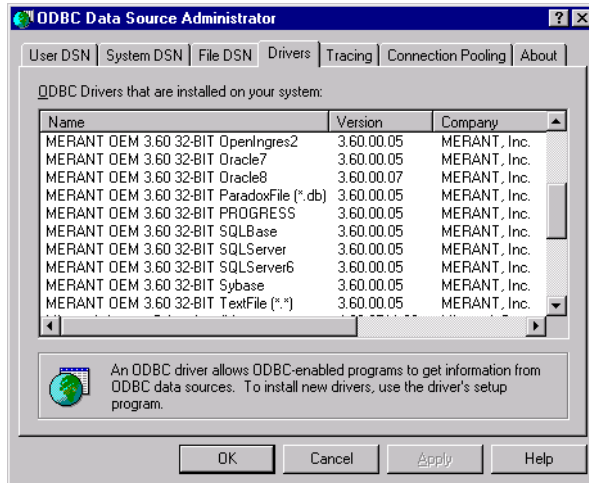 ODBC Data Source Administrator
User DSN System DSN File DSN Drivers Tracing Connection Pooling About
ODBC Drivers that are installed on your system:
Name Version Company
MERANT OEM 3.60 32-BIT OpenIngres2 3.60.00.05 MERANT, Inc.
MERANT OEM 3.60 32-BIT Oracle7 3.60.00.05 MERANT, Inc.
MERANT OEM 3.60 32-BIT Oracle8 3.60.00.07 MERANT, Inc.
MERANT OEM 3.60 32-BIT ParadoxFile (*.db) 3.60.00.05 MERANT, Inc.
MERANT OEM 3.60 32-BIT PROGRESS 3.60.00.05 MERANT, Inc.
MERANT OEM 3.60 32-BIT SQLBase 3.60.00.05 MERANT, Inc.
MERANT OEM 3.60 32-BIT SQLServer 3.60.00.05 MERANT, Inc.
MERANT OEM 3.60 32-BIT SQLServer6 3.60.00.05 MERANT, Inc.
MERANT OEM 3.60 32-BIT Sybase 3.60.00.05 MERANT, Inc.
MERANT OEM 3.60 32-BIT TextFile (*.*) 3.60.00.05 MERANT, Inc.
An ODBC driver allows ODBC-enabled programs to get information from
ODBC data sources. To install new drivers, use the driver's setup
program.
OK Cancel Apply Help